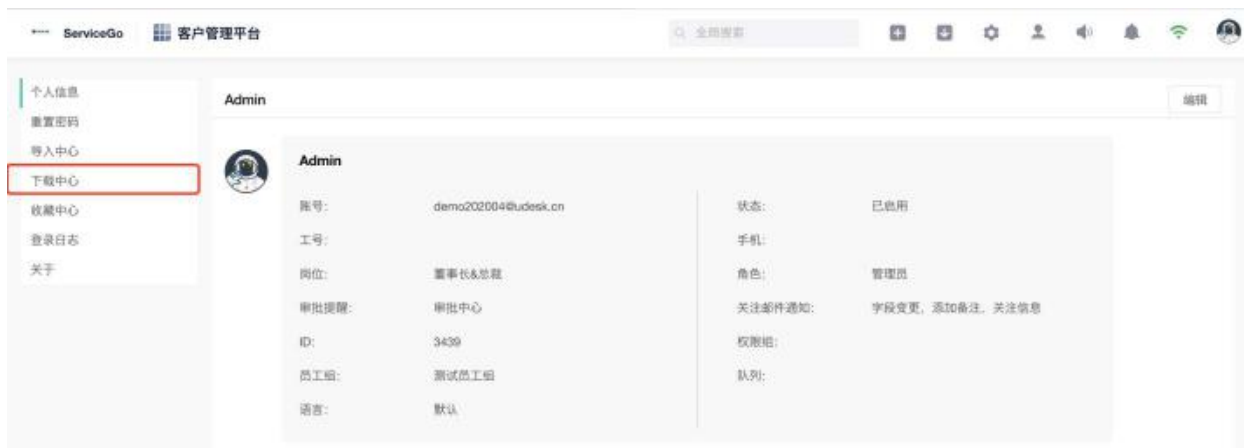 ServiceGo 客户管理平台 全局搜索
个人信息
重置密码
导入中心
下载中心
收藏中心
登录日志
关于
Admin 编辑
Admin
账号: demo202004@udesk.cn 状态: 已启用
工号: 手机:
岗位: 董事长&总裁 角色: 管理员
审批提醒: 审批中心 关注邮件通知: 字段变更, 添加备注, 关注信息
ID: 3439 权限组:
员工组: 测试员工组 队列:
语言: 默认